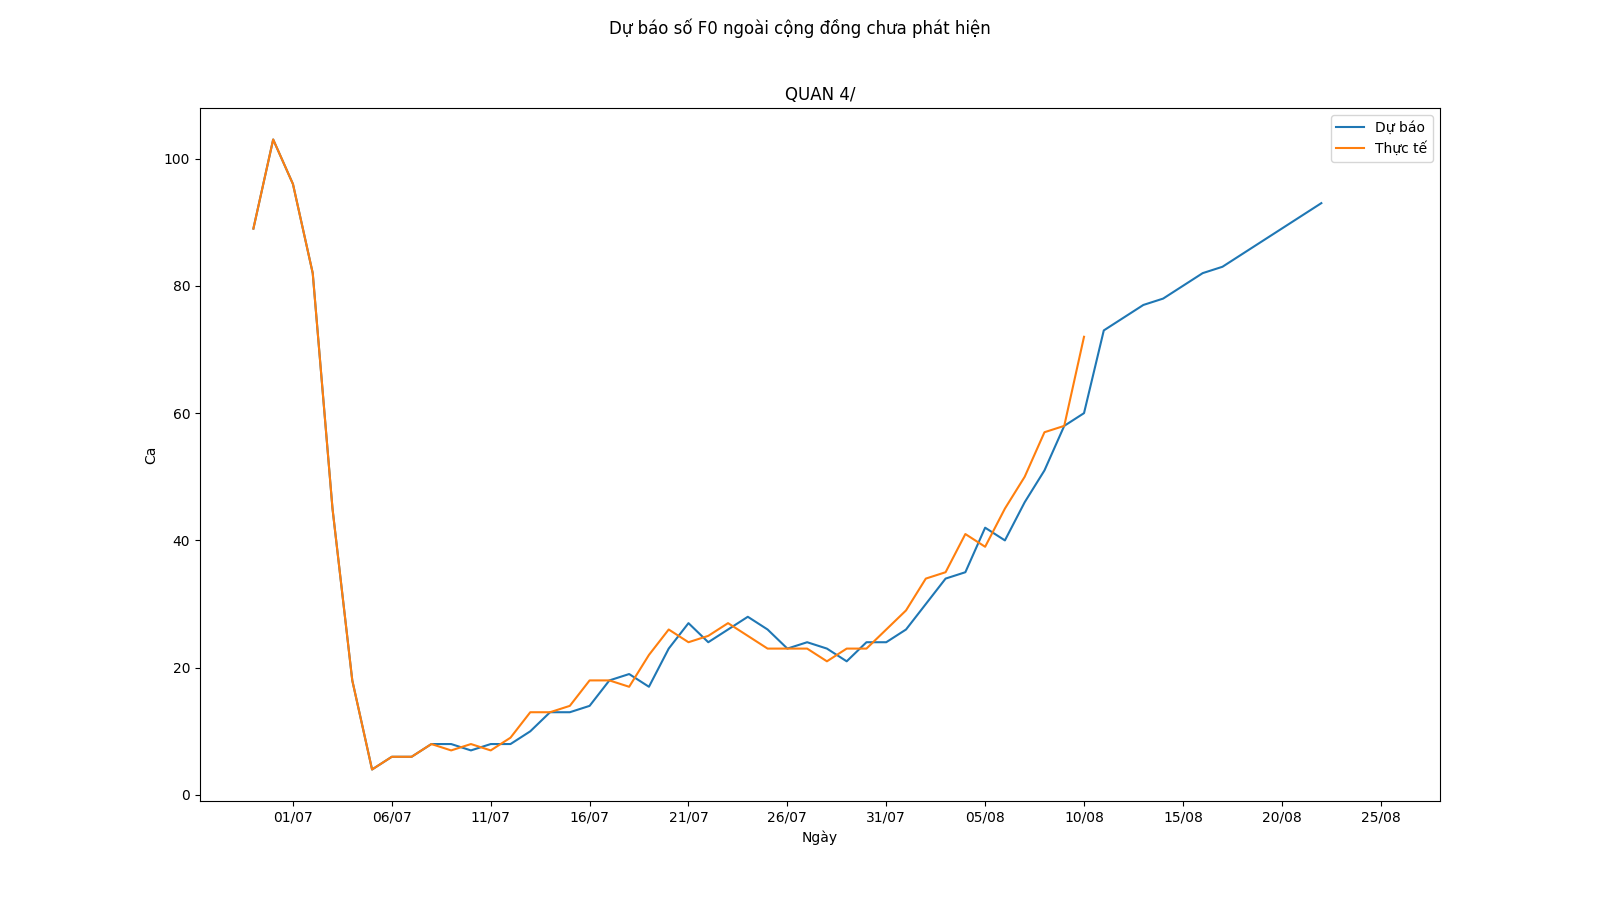 Dự báo số F0 ngoài cộng đồng chưa phát hiện
QUAN 4/
Dự báo
Thực tế
100
80
60
40
20
0
Ca
01/07 06/07 11/07 16/07 21/07 26/07 31/07 05/08 10/08 15/08 20/08 25/08
Ngày